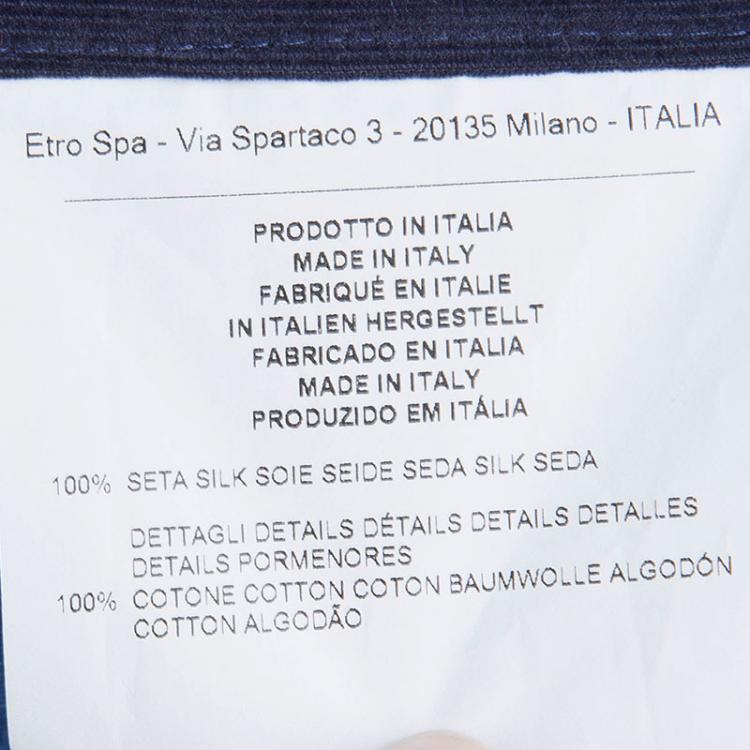 Etro Spa - Via Spartaco 3 - 20135 Milano - ITALIA
PRODOTTO IN ITALIA
MADE IN ITALY
FABRIQUÉ EN ITALIE
IN ITALIEN HERGESTELLT
FABRICADO EN ITALIA
MADE IN ITALY
PRODUZIDO EM ITÁLIA
100% SETA SILK SOIE SEIDE SEDA SILK SEDA
DETTAGLI DETAILS DÉTAILS DETAILS DETALLES
DETAILS PORMENORES
100% COTONE COTTON COTON BAUMWOLLE ALGODÓN
COTTON ALGODÃO